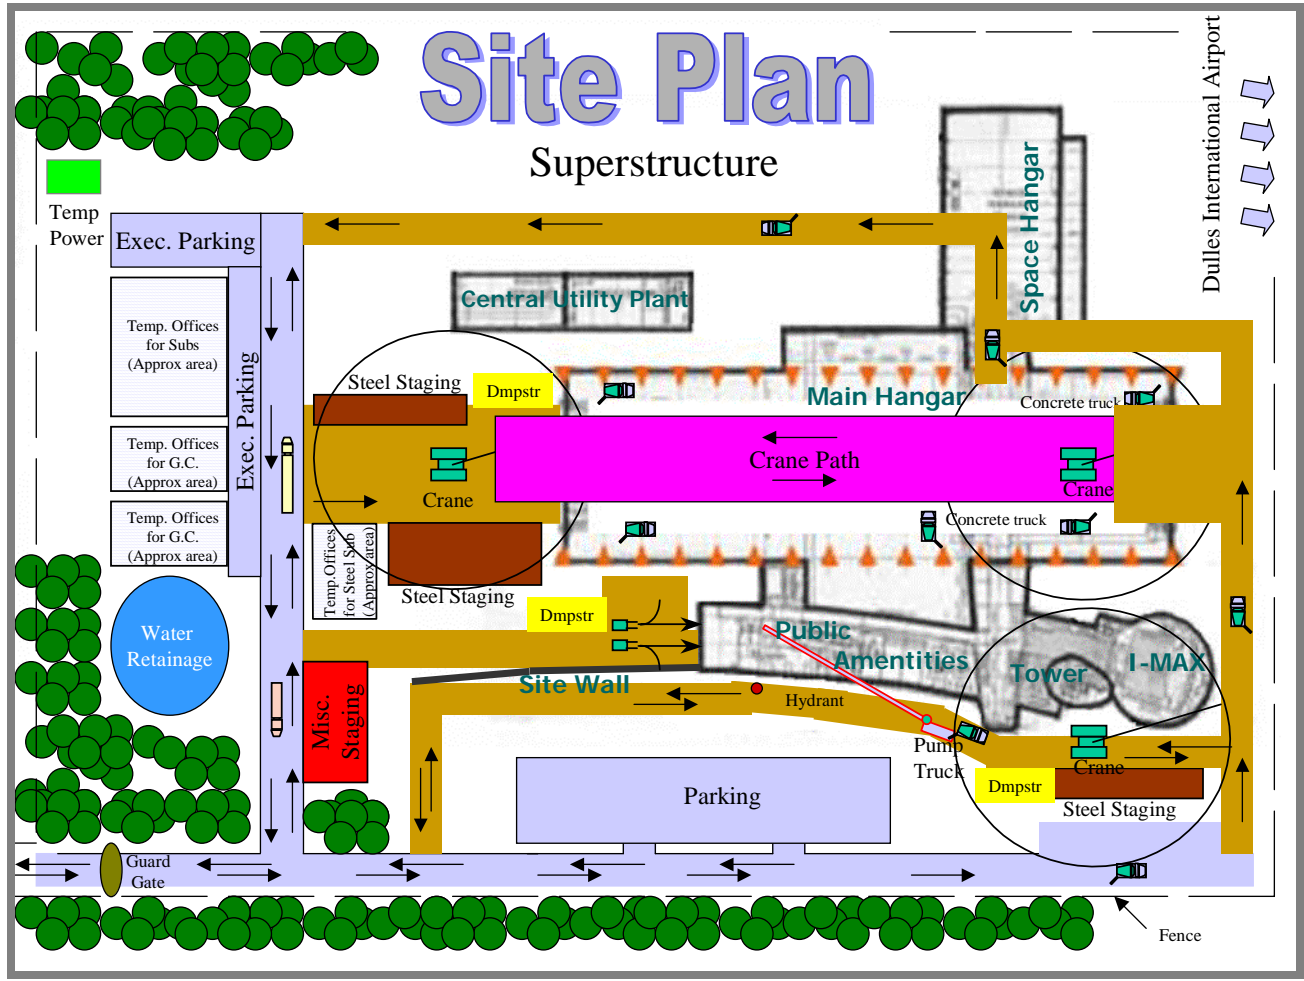 Site Plan
Superstructure
Dulles International Airport
Temp
Power
Exec. Parking
Space Hangar
Central Utility Plant
Temp. Offices
for Subs
(Approx area)
Exec. Parking
Steel Staging
Dmpstr
Main Hangar
Concrete truck
Temp. Offices
for G.C.
(Approx area)
Crane Path
Crane
Crane
Temp. Offices
for G.C.
(Approx area)
Concrete truck
Temp.Offices
for Steel Sub
(Approx area)
Steel Staging
Dmpstr
Water
Retainage
Public
Amentities
Tower
I-MAX
Site Wall
Hydrant
Misc.
Staging
Pump
Truck
Crane
Dmpstr
Steel Staging
Parking
Guard
Gate
Fence